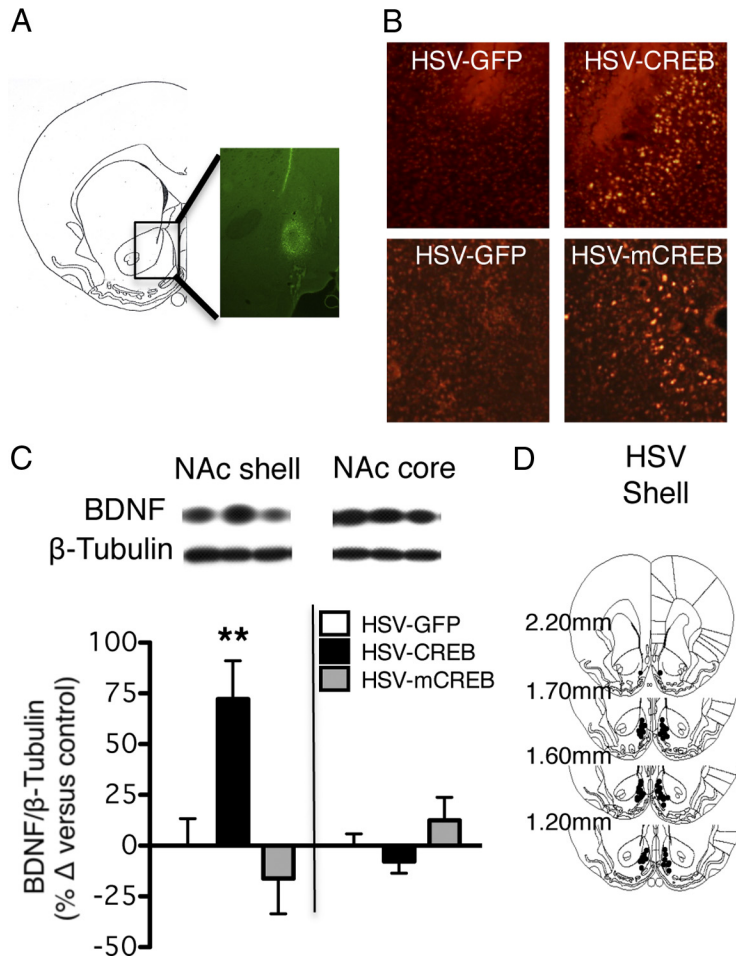 A
B
HSV-GFP
HSV-CREB
HSV-GFP
HSV-mCREB
C
NAc shell
NAc core
BDNF
β-Tubulin
BDNF/β-Tubulin
(% Δ versus control)
100
75
50
25
0
-25
-50
**
HSV-GFP
HSV-CREB
HSV-mCREB
D
HSV
Shell
2.20mm
1.70mm
1.60mm
1.20mm